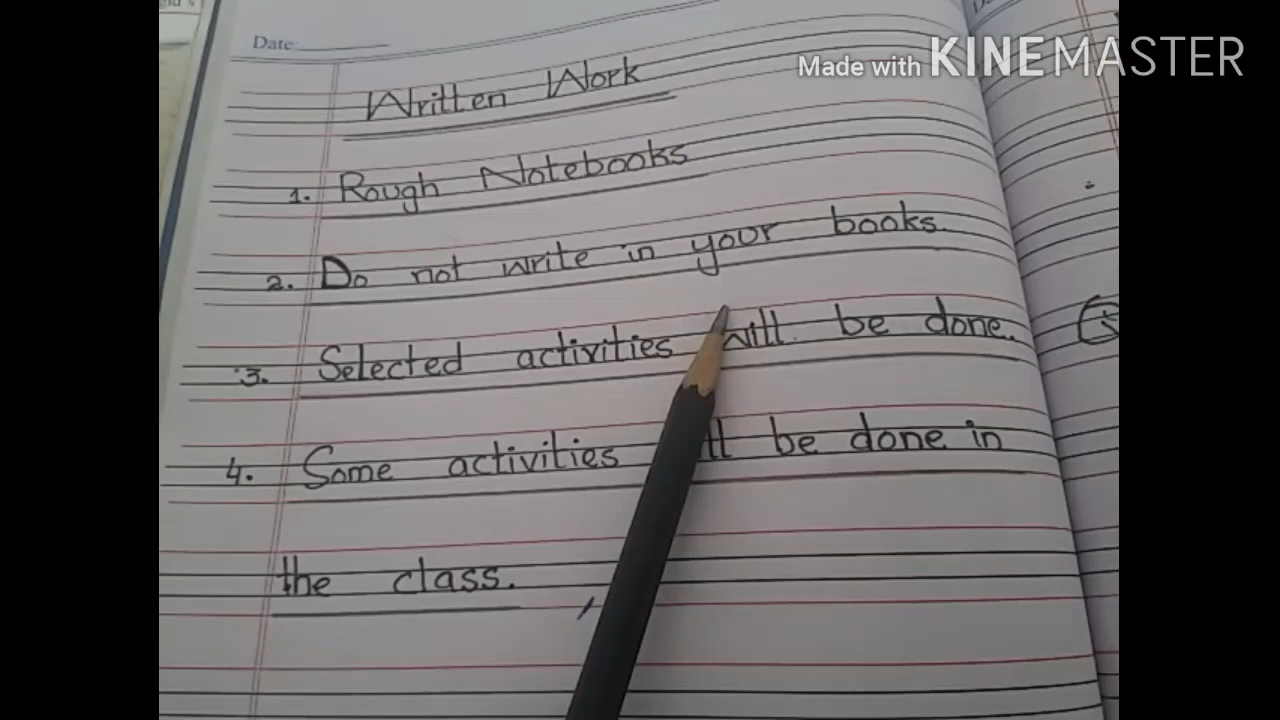 Date:
Made with KINEMASTER
Written Work
1. Rough Notebooks
2. Do not write in your books.
3. Selected activities will be done.
4. Some activities be done in
the class.